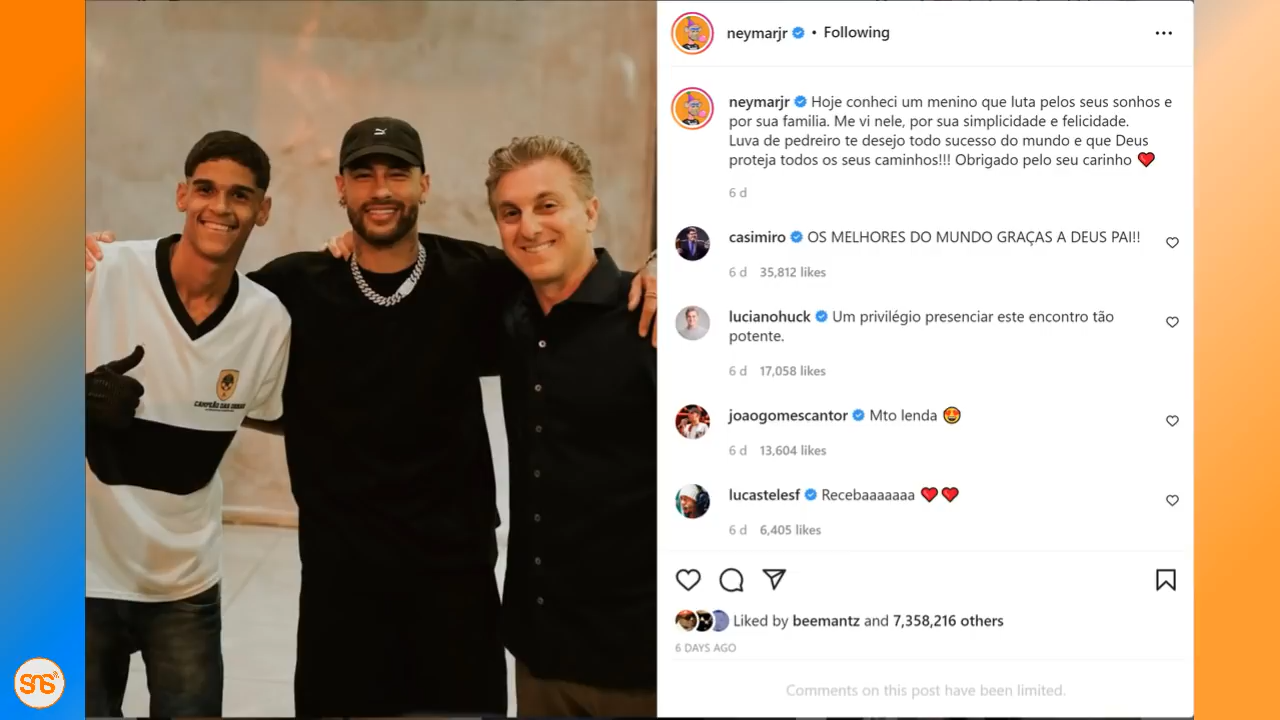 neymarjr • Following
neymarjr Hoje conheci um menino que luta pelos seus sonhos e
por sua familia. Me vi nele, por sua simplicidade e felicidade.
Luva de pedreiro te desejo todo sucesso do mundo e que Deus
proteja todos os seus caminhos!!! Obrigado pelo seu carinho ❤️
6 d
casimiro OS MELHORES DO MUNDO GRAÇAS A DEUS PAI!!
6 d 35,812 likes
lucianohuck Um privilégio presenciar este encontro tão
potente.
6 d 17,058 likes
joaogomescantor Mto lenda 😍
6 d 13,604 likes
lucastelesf Recebaaaaaaa ❤️❤️
6 d 6,405 likes
Liked by beemantz and 7,358,216 others
6 DAYS AGO
Comments on this post have been limited.
SNS